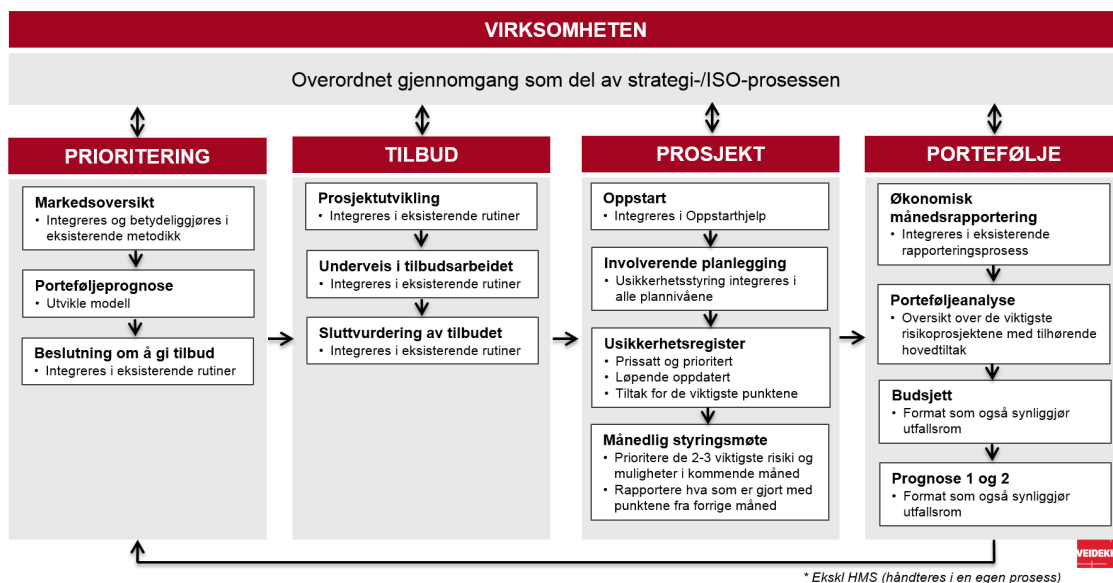 VIRKSOMHETEN
Overordnet gjennomgang som del av strategi-/ISO-prosessen
PRIORITERING
Markedsoversikt
• Integreres og betydeliggjøres i
eksisterende metodikk
Porteføljeprognose
• Utvikle modell
Beslutning om å gi tilbud
• Integreres i eksisterende rutiner
TILBUD
Prosjektutvikling
• Integreres i eksisterende rutiner
Underveis i tilbudsarbeidet
• Integreres i eksisterende rutiner
Sluttvurdering av tilbudet
• Integreres i eksisterende rutiner
PROSJEKT
Oppstart
• Integreres i Oppstarthjelp
Involverende planlegging
• Usikkerhetsstyring integreres i
alle plannivåene
Usikkerhetsregister
• Prissatt og prioritert
• Løpende oppdatert
• Tiltak for de viktigste punktene
Månedlig styringsmøte
• Prioritere de 2-3 viktigste risiki og
muligheter i kommende måned
• Rapportere hva som er gjort med
punktene fra forrige måned
PORTEFØLJE
Økonomisk
månedsrapportering
• Integreres i eksisterende
rapporteringsprosess
Porteføljeanalyse
• Oversikt over de viktigste
risikoprosjektene med tilhørende
hovedtiltak
Budsjett
• Format som også synliggjør
utfallsrom
Prognose 1 og 2
• Format som også synliggjør
utfallsrom
VEIDEKK
* Ekskl HMS (håndteres i en egen prosess)